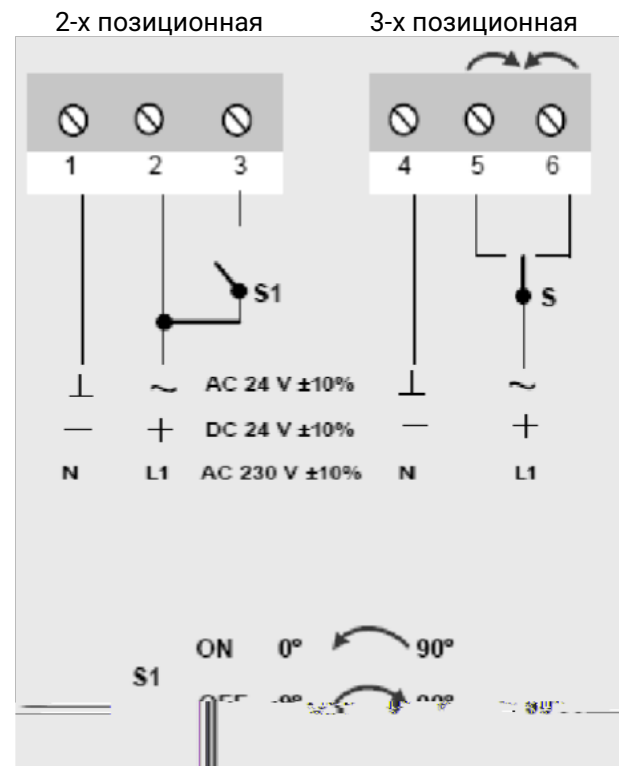 2-х позиционная 3-х позиционная
1 2 3 4 5 6
S1 S
⊥ ~ AC 24 V ±10% ⊥ ~
— + DC 24 V ±10% — +
N L1 AC 230 V ±10% N L1
ON 0° 90°
S1